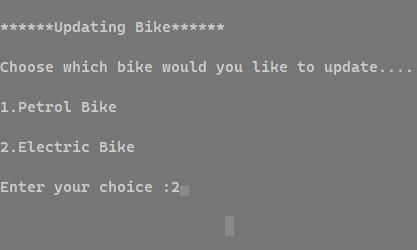 ******Updating Bike******
Choose which bike would you like to update....
1.Petrol Bike
2.Electric Bike
Enter your choice :2